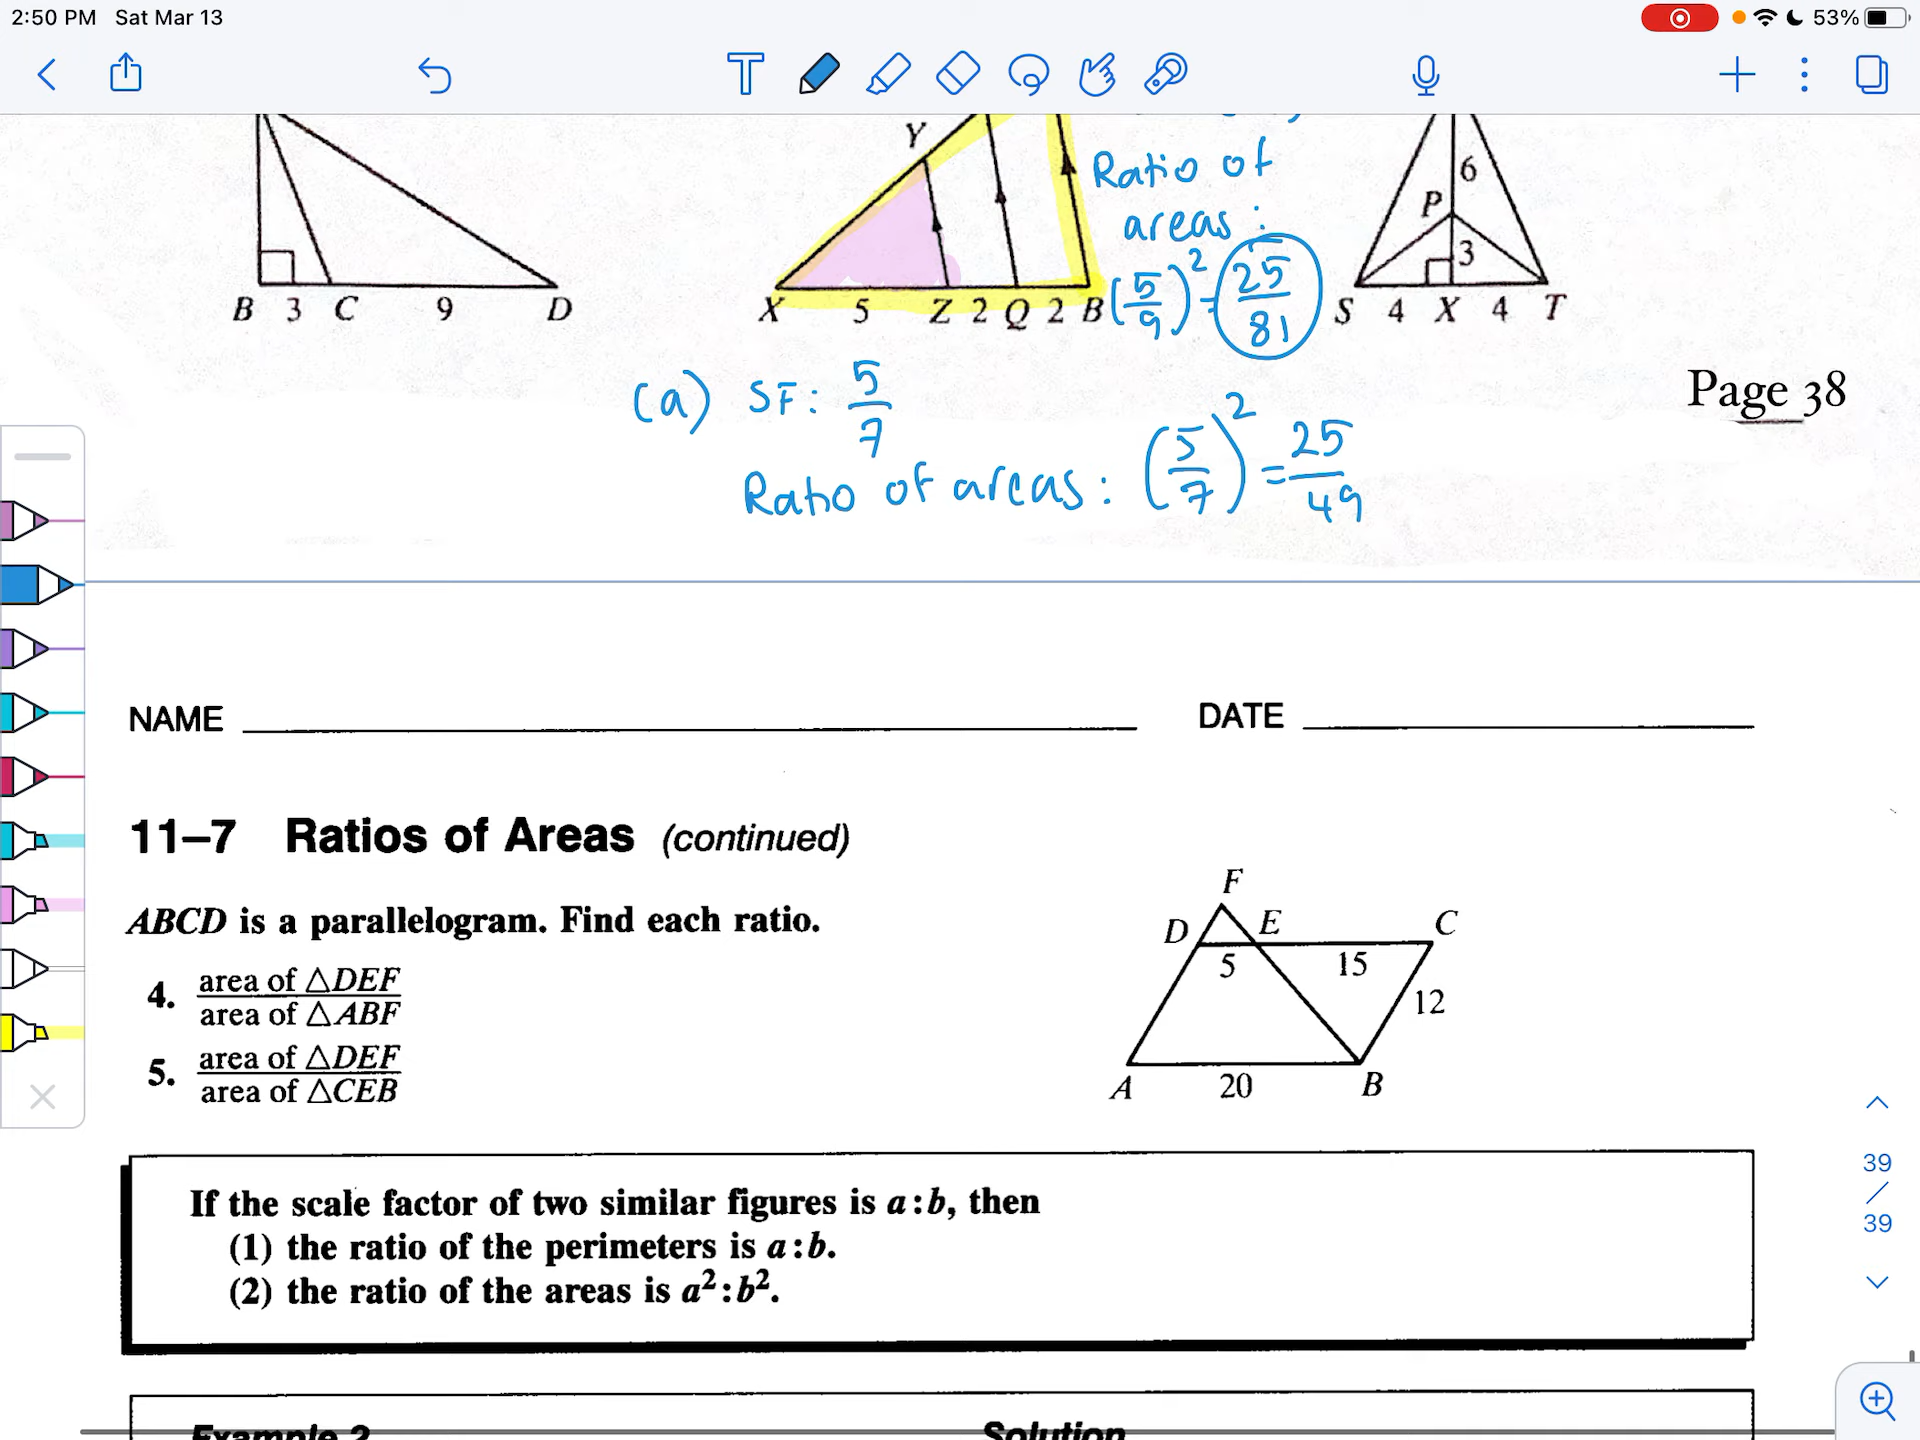 2:50 PM Sat Mar 13
53%
Y
Ratio of
areas :
(5/9)² = 25/81
6
P
3
B 3 C 9 D
X 5 Z 2 Q 2 B
S 4 X 4 T
(a) SF: 5/7
Page 38
Ratio of areas: (5/7)² = 25/49
NAME
DATE
11–7 Ratios of Areas (continued)
F
D E C
ABCD is a parallelogram. Find each ratio.
5 15
12
4. area of △DEF
area of △ABF
5. area of △DEF
area of △CEB
A 20 B
39
/
39
If the scale factor of two similar figures is a:b, then
(1) the ratio of the perimeters is a:b.
(2) the ratio of the areas is a²:b².
Example 2
Solution